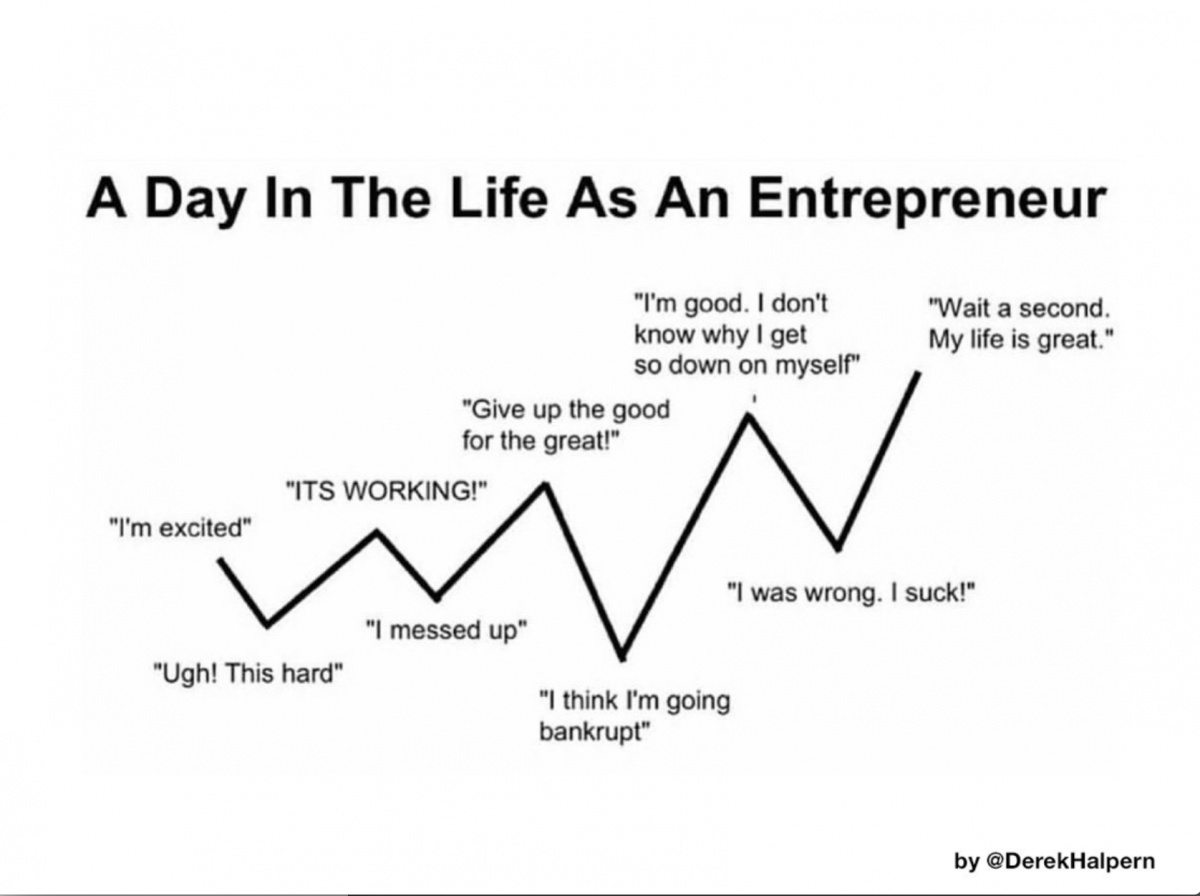 A Day In The Life As An Entrepreneur
"I'm excited"
"Ugh! This hard"
"ITS WORKING!"
"I messed up"
"Give up the good
for the great!"
"I think I'm going
bankrupt"
"I'm good. I don't
know why I get
so down on myself"
"I was wrong. I suck!"
"Wait a second.
My life is great."
by @DerekHalpern